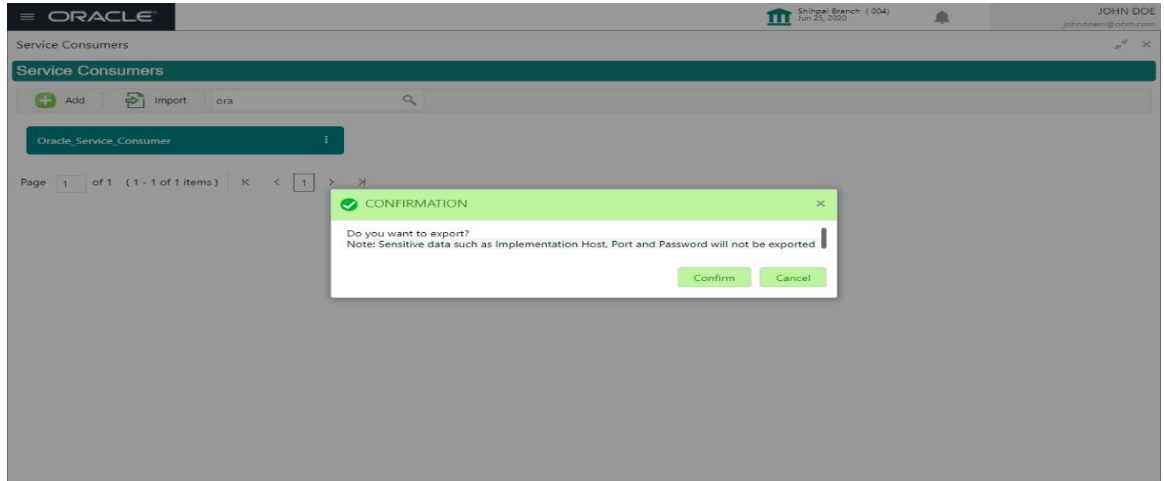 ORACLE
Shihpai Branch ( 004)
Jun 25, 2020
JOHN DOE
johndoem@obrh.com
Service Consumers
Service Consumers
Add
Import
ora
Oracle_Service_Consumer
Page 1 of 1 ( 1 - 1 of 1 items ) K < 1 > >|
CONFIRMATION ×
Do you want to export?
Note: Sensitive data such as Implementation Host, Port and Password will not be exported
Confirm
Cancel